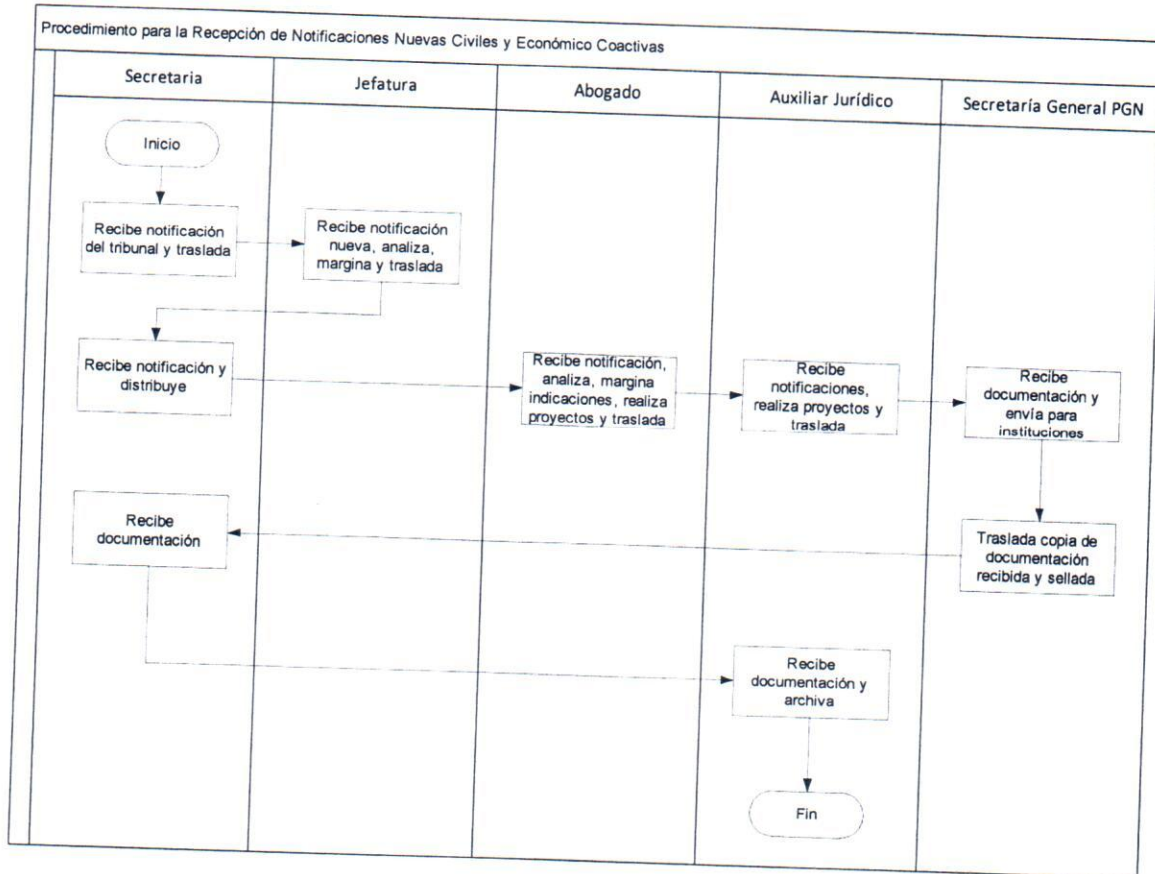 Procedimiento para la Recepción de Notificaciones Nuevas Civiles y Económico Coactivas
Secretaria
Jefatura
Abogado
Auxiliar Jurídico
Secretaría General PGN
Inicio
Recibe notificación
del tribunal y traslada
Recibe notificación
nueva, analiza,
margina y traslada
Recibe notificación y
distribuye
Recibe notificación,
analiza, margina
indicaciones, realiza
proyectos y traslada
Recibe
notificaciones,
realiza proyectos y
traslada
Recibe
documentación y
envía para
instituciones
Recibe
documentación
Traslada copia de
documentación
recibida y sellada
Recibe
documentación y
archiva
Fin